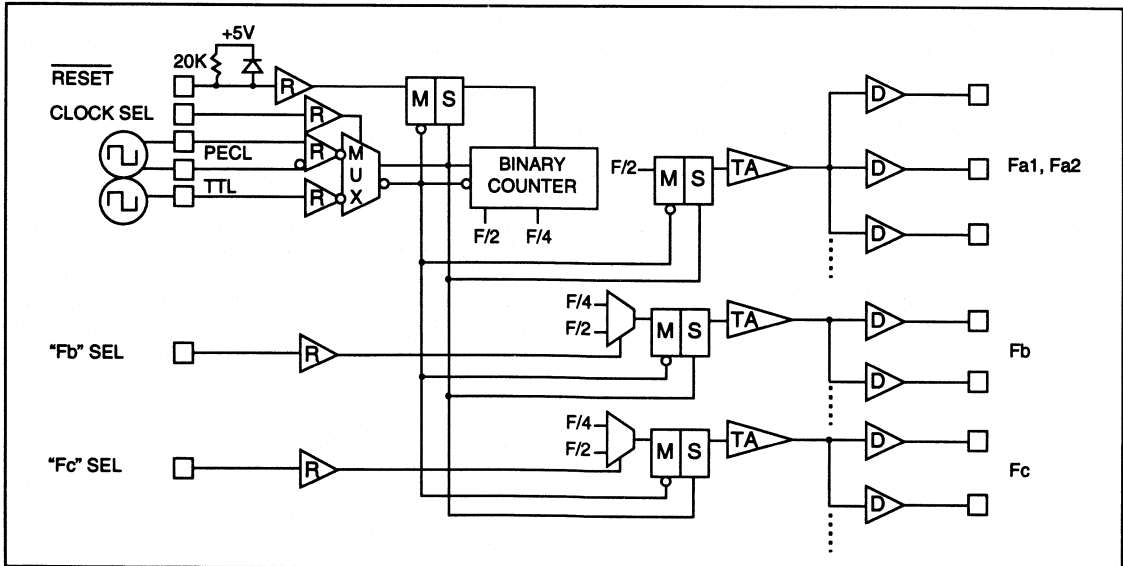 +5V
20K
RESET
R
M S
CLOCK SEL
R
D
PECL
R
M
U
X
BINARY
COUNTER
F/2
M S
TA
D
Fa1, Fa2
TTL
R
F/2 F/4
D
F/4
F/2
M S
TA
D
"Fb" SEL
R
Fb
D
F/4
F/2
M S
TA
D
"Fc" SEL
R
Fc
D